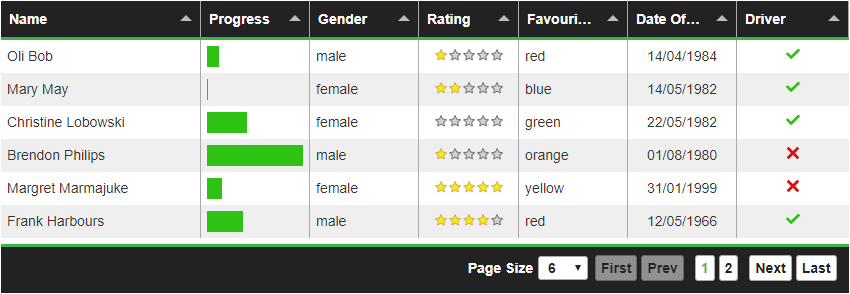 Name Progress Gender Rating Favouri... Date Of... Driver
Oli Bob male red 14/04/1984
Mary May female blue 14/05/1982
Christine Lobowski female green 22/05/1982
Brendon Philips male orange 01/08/1980
Margret Marmajuke female yellow 31/01/1999
Frank Harbours male red 12/05/1966
Page Size 6 First Prev 1 2 Next Last